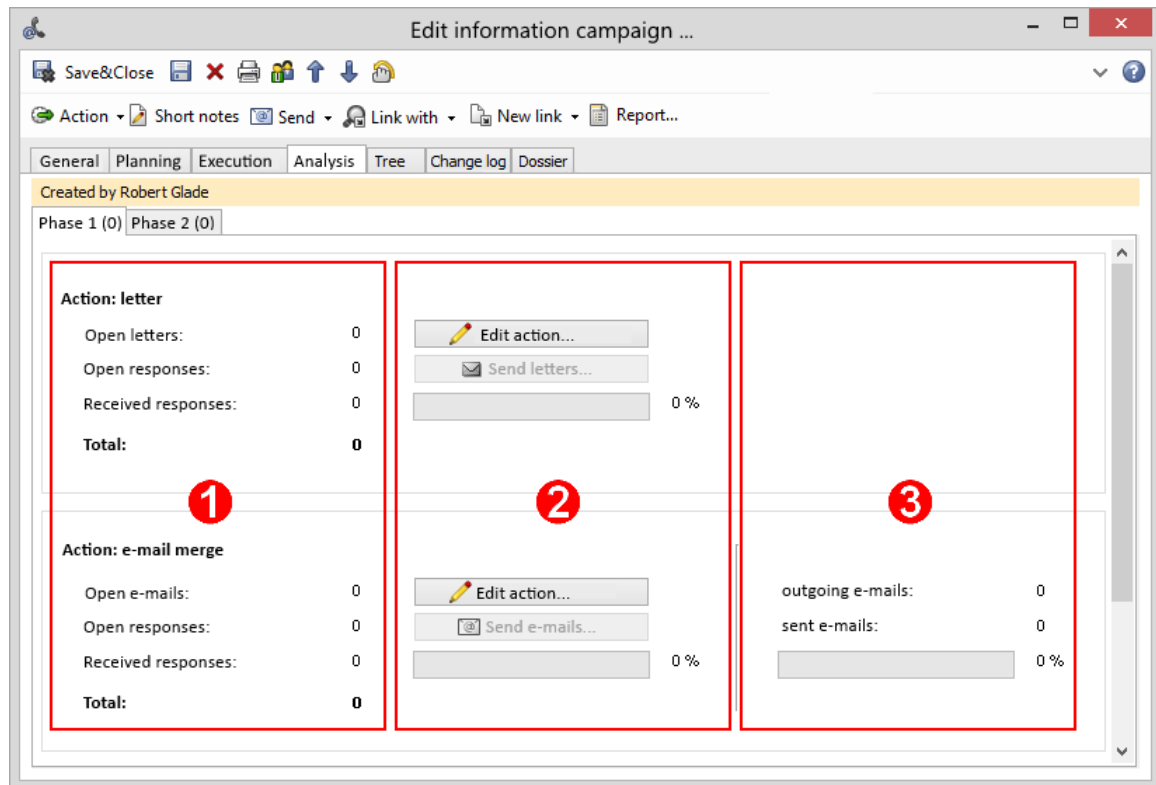 Edit information campaign ...
Save&Close
Action Short notes Send Link with New link Report...
General Planning Execution Analysis Tree Change log Dossier
Created by Robert Glade
Phase 1 (0) Phase 2 (0)
Action: letter
Open letters: 0 Edit action...
Open responses: 0 Send letters...
Received responses: 0 0 %
Total: 0
1 2 3
Action: e-mail merge
Open e-mails: 0 Edit action... outgoing e-mails: 0
Open responses: 0 Send e-mails... sent e-mails: 0
Received responses: 0 0 % 0 %
Total: 0